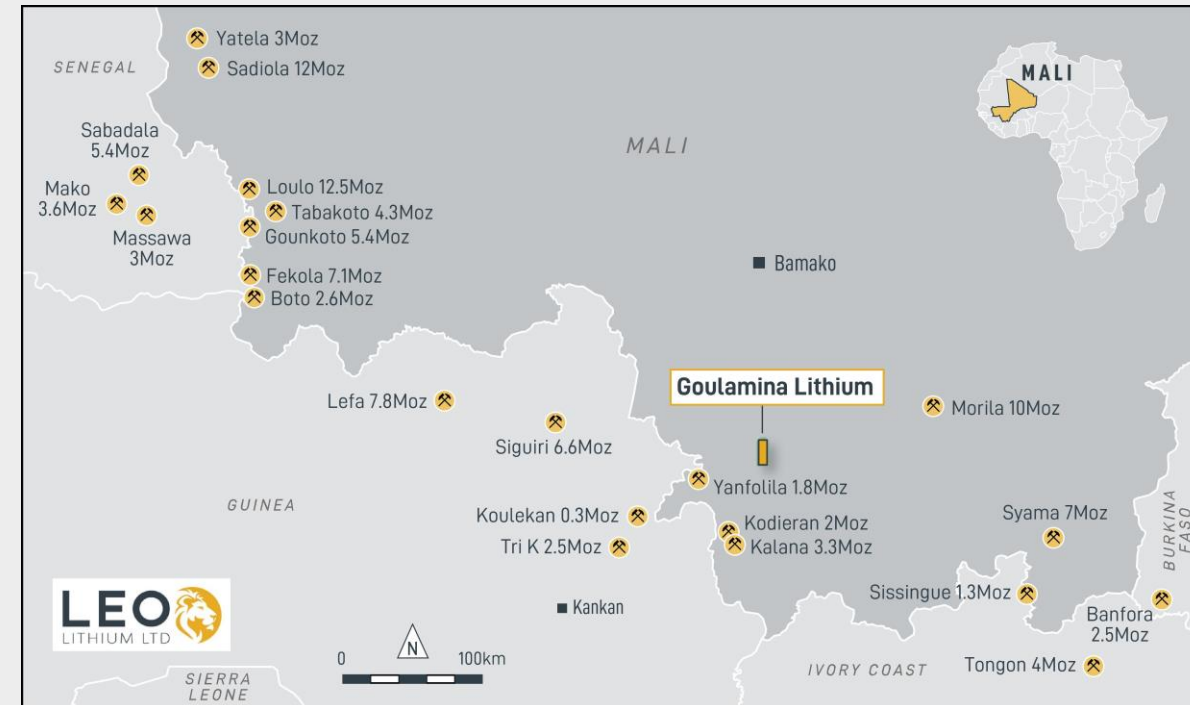 SENEGAL
Yatela 3Moz
Sadiola 12Moz
MALI
MALI
Sabadala
5.4Moz
Mako
3.6Moz
Massawa
3Moz
Loulo 12.5Moz
Tabakoto 4.3Moz
Gounkoto 5.4Moz
Fekola 7.1Moz
Boto 2.6Moz
Bamako
Goulamina Lithium
Lefa 7.8Moz
Siguiri 6.6Moz
Morila 10Moz
Yanfolila 1.8Moz
GUINEA
Koulekan 0.3Moz
Tri K 2.5Moz
Kodieran 2Moz
Kalana 3.3Moz
Syama 7Moz
BURKINA
FASO
Sissingue 1.3Moz
Banfora
2.5Moz
Kankan
LEO
LITHIUM LTD
N
0 100km
IVORY COAST
Tongon 4Moz
SIERRA
LEONE